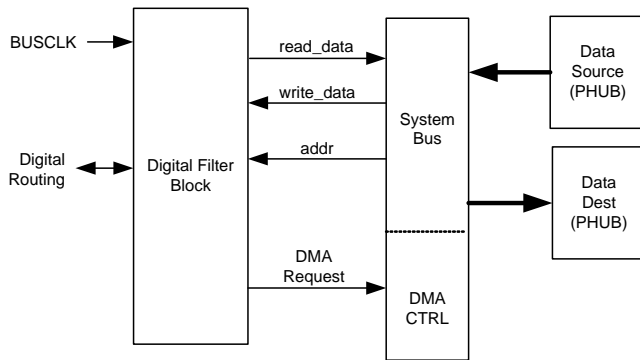 BUSCLK
Digital
Routing
Digital Filter
Block
read_data
write_data
addr
DMA
Request
System
Bus
DMA
CTRL
Data
Source
(PHUB)
Data
Dest
(PHUB)